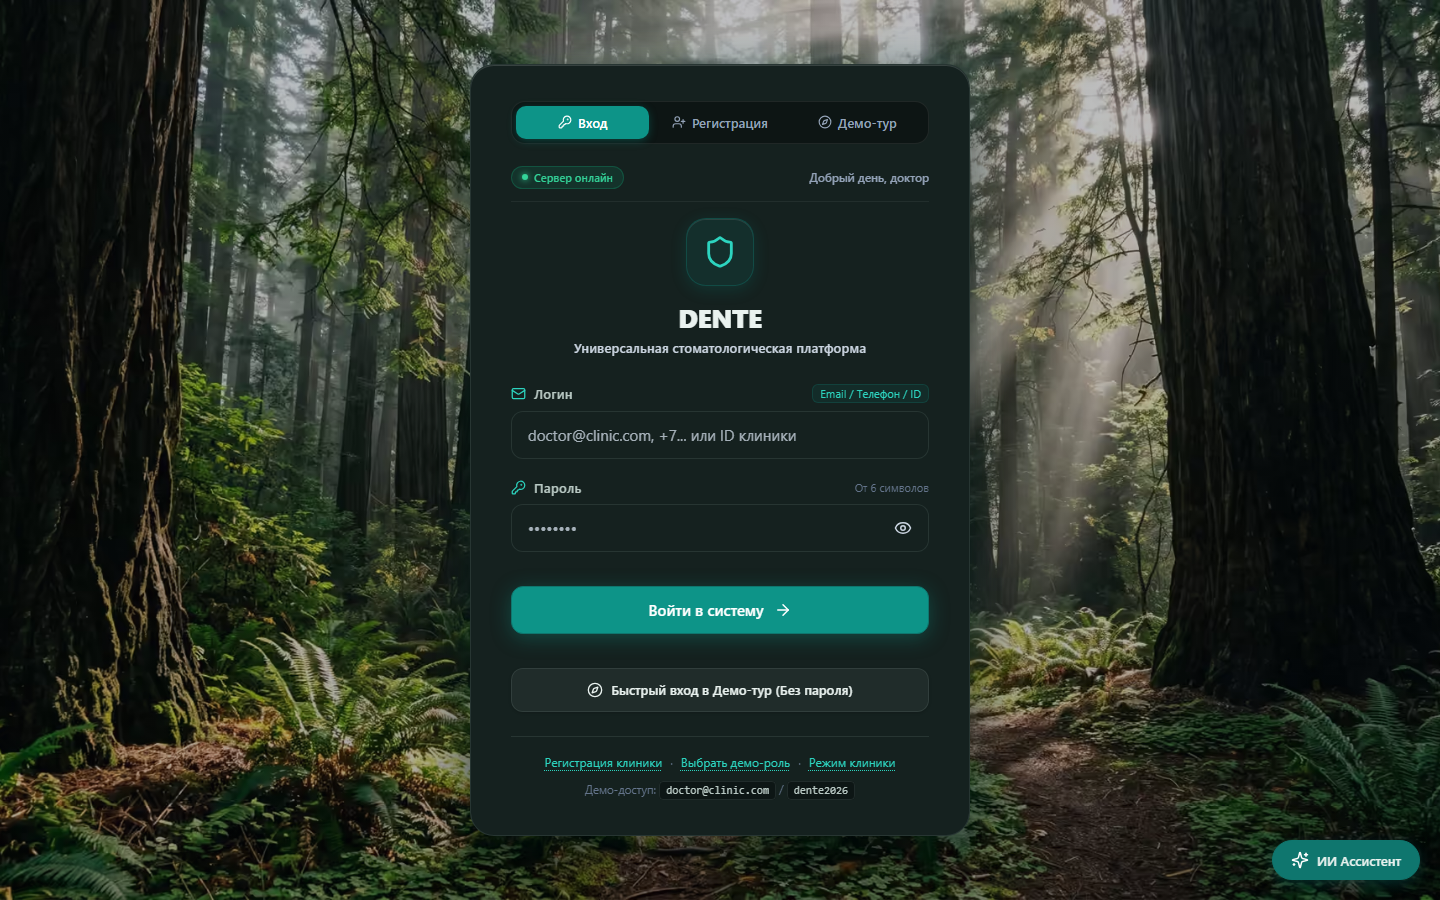 Вход Регистрация Демо-тур
Сервер онлайн Добрый день, доктор
DENTE
Универсальная стоматологическая платформа
Логин Email / Телефон / ID
doctor@clinic.com, +7... или ID клиники
Пароль От 6 символов
••••••••
Войти в систему →
Быстрый вход в Демо-тур (Без пароля)
Регистрация клиники · Выбрать демо-роль · Режим клиники
Демо-доступ: doctor@clinic.com / dente2026
ИИ Ассистент